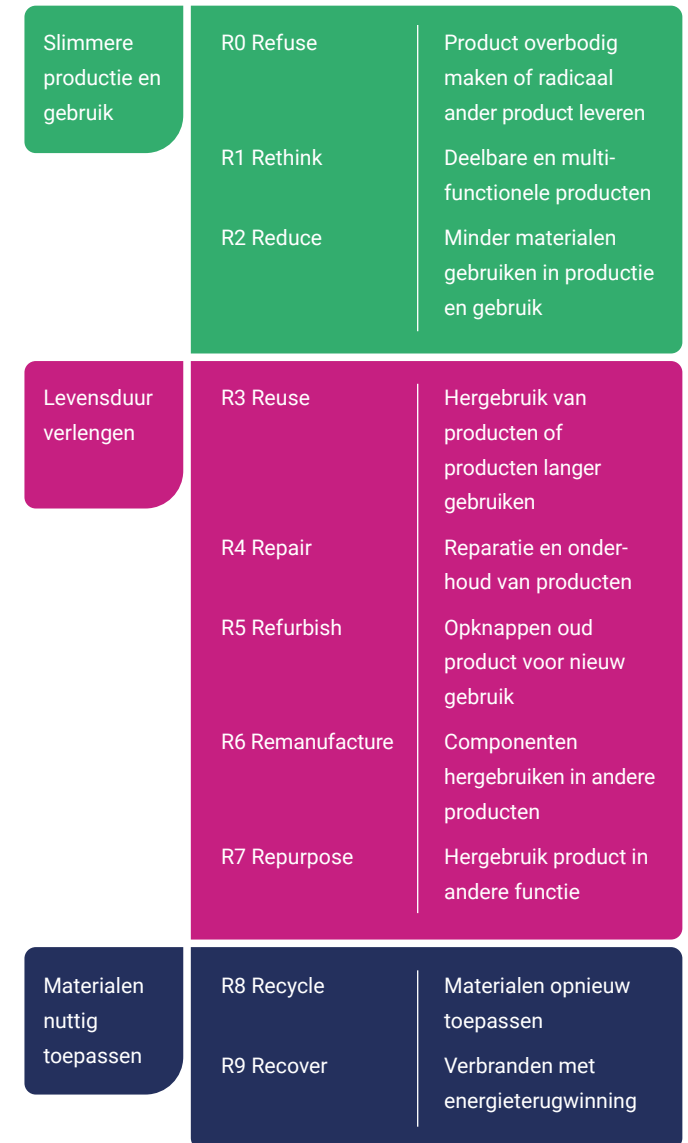 Slimmere
productie en
gebruik
R0 Refuse
Product overbodig
maken of radicaal
ander product leveren
R1 Rethink
Deelbare en multi-
functionele producten
R2 Reduce
Minder materialen
gebruiken in productie
en gebruik
Levensduur
verlengen
R3 Reuse
Hergebruik van
producten of
producten langer
gebruiken
R4 Repair
Reparatie en onder-
houd van producten
R5 Refurbish
Opknappen oud
product voor nieuw
gebruik
R6 Remanufacture
Componenten
hergebruiken in andere
producten
R7 Repurpose
Hergebruik product in
andere functie
Materialen
nuttig
toepassen
R8 Recycle
Materialen opnieuw
toepassen
R9 Recover
Verbranden met
energieterugwinning